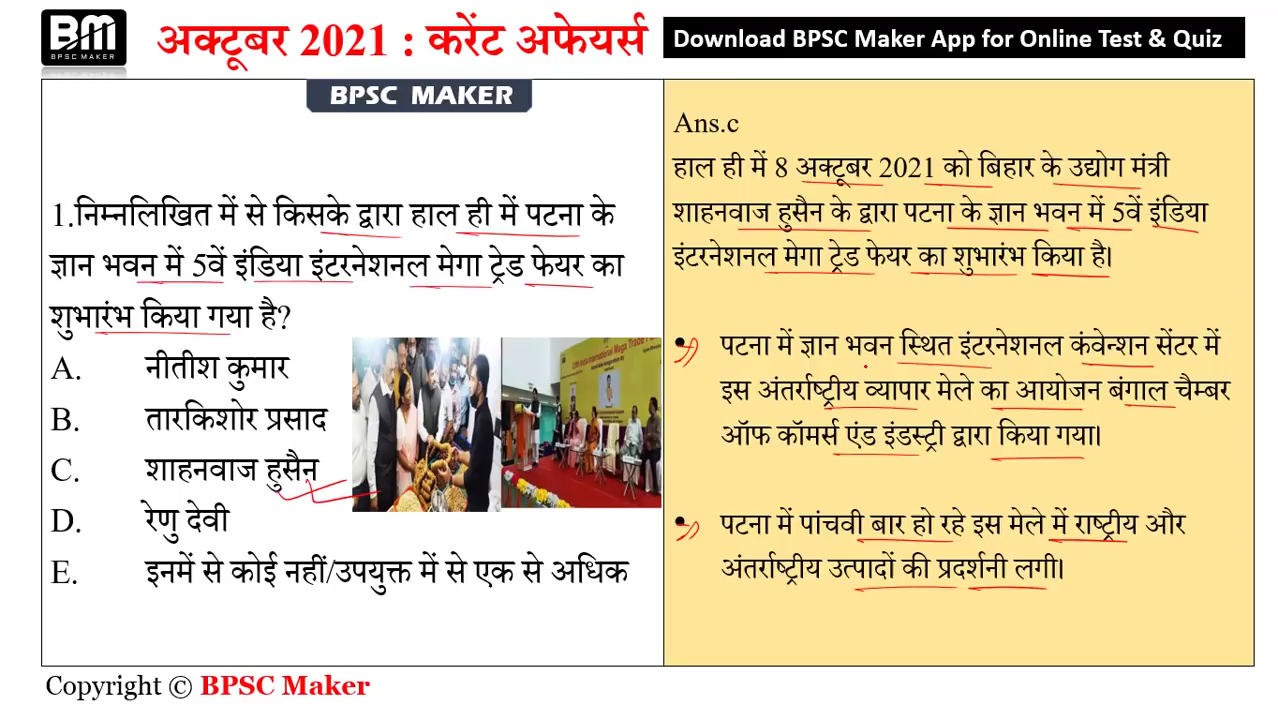 BM
BPSC MAKER
अक्टूबर 2021 : करेंट अफेयर्स
Download BPSC Maker App for Online Test & Quiz
BPSC MAKER
1.निम्नलिखित में से किसके द्वारा हाल ही में पटना के
ज्ञान भवन में 5वें इंडिया इंटरनेशनल मेगा ट्रेड फेयर का
शुभारंभ किया गया है?
A. नीतीश कुमार
B. तारकिशोर प्रसाद
C. शाहनवाज हुसैन
D. रेणु देवी
E. इनमें से कोई नहीं/उपयुक्त में से एक से अधिक
India International Mega Trade
Ans.c
हाल ही में 8 अक्टूबर 2021 को बिहार के उद्योग मंत्री
शाहनवाज हुसैन के द्वारा पटना के ज्ञान भवन में 5वें इंडिया
इंटरनेशनल मेगा ट्रेड फेयर का शुभारंभ किया है।
• पटना में ज्ञान भवन स्थित इंटरनेशनल कंवेन्शन सेंटर में
इस अंतर्राष्ट्रीय व्यापार मेले का आयोजन बंगाल चैम्बर
ऑफ कॉमर्स एंड इंडस्ट्री द्वारा किया गया।
• पटना में पांचवी बार हो रहे इस मेले में राष्ट्रीय और
अंतर्राष्ट्रीय उत्पादों की प्रदर्शनी लगी।
Copyright © BPSC Maker